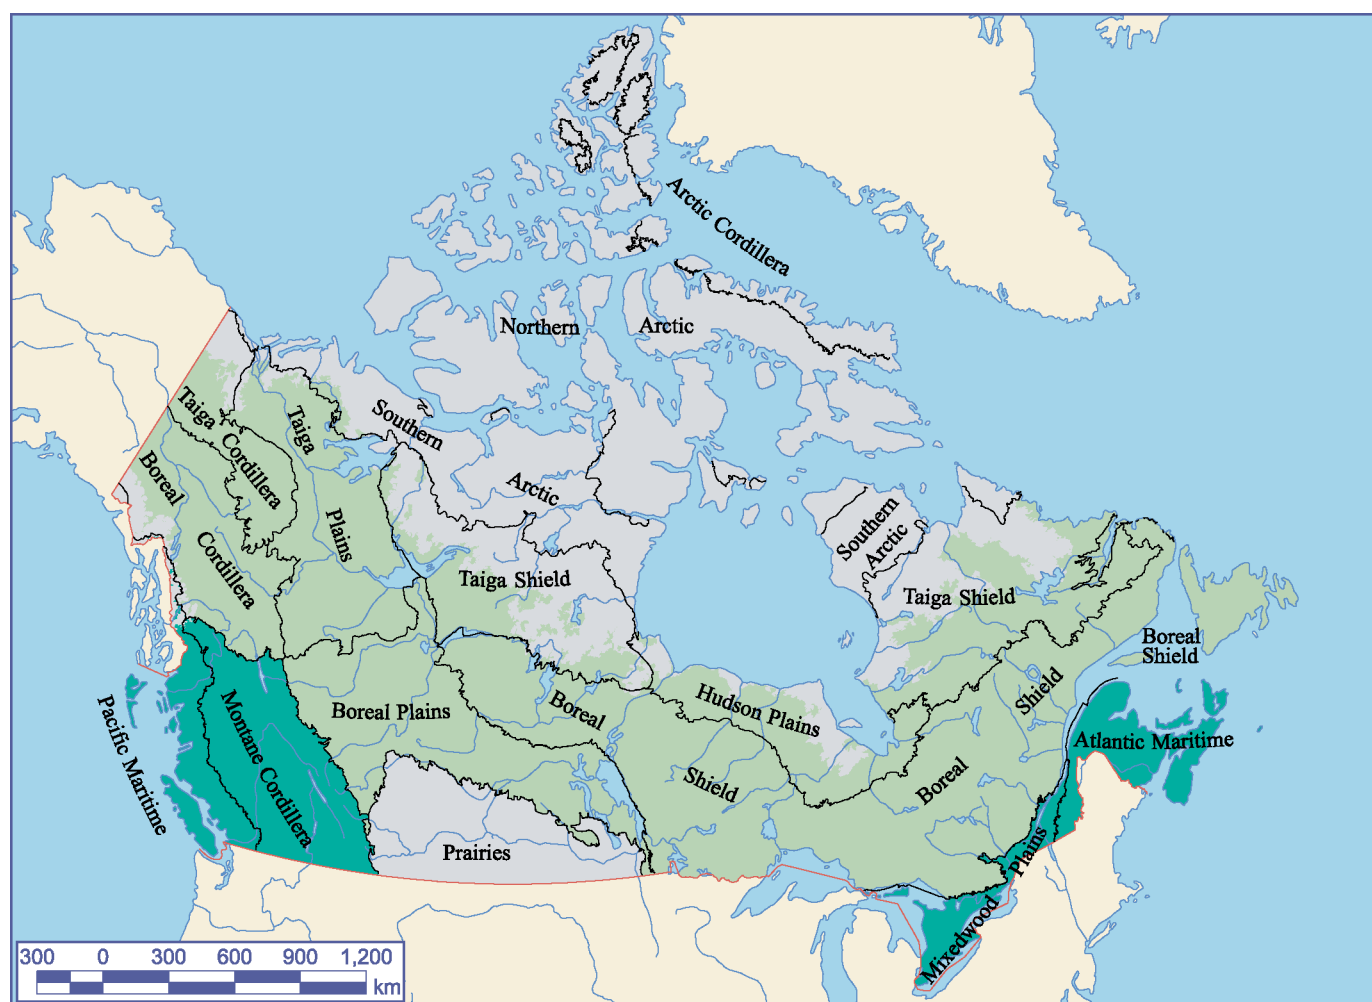 Arctic Cordillera
Northern
Arctic
Southern
Arctic
Taiga Cordillera
Taiga
Plains
Boreal
Cordillera
Southern
Arctic
Taiga Shield
Taiga Shield
Boreal
Shield
Pacific Maritime
Montane Cordillera
Boreal Plains
Boreal
Shield
Hudson Plains
Boreal
Shield
Atlantic Maritime
Prairies
Mixedwood
Plains
300 0 300 600 900 1,200
km